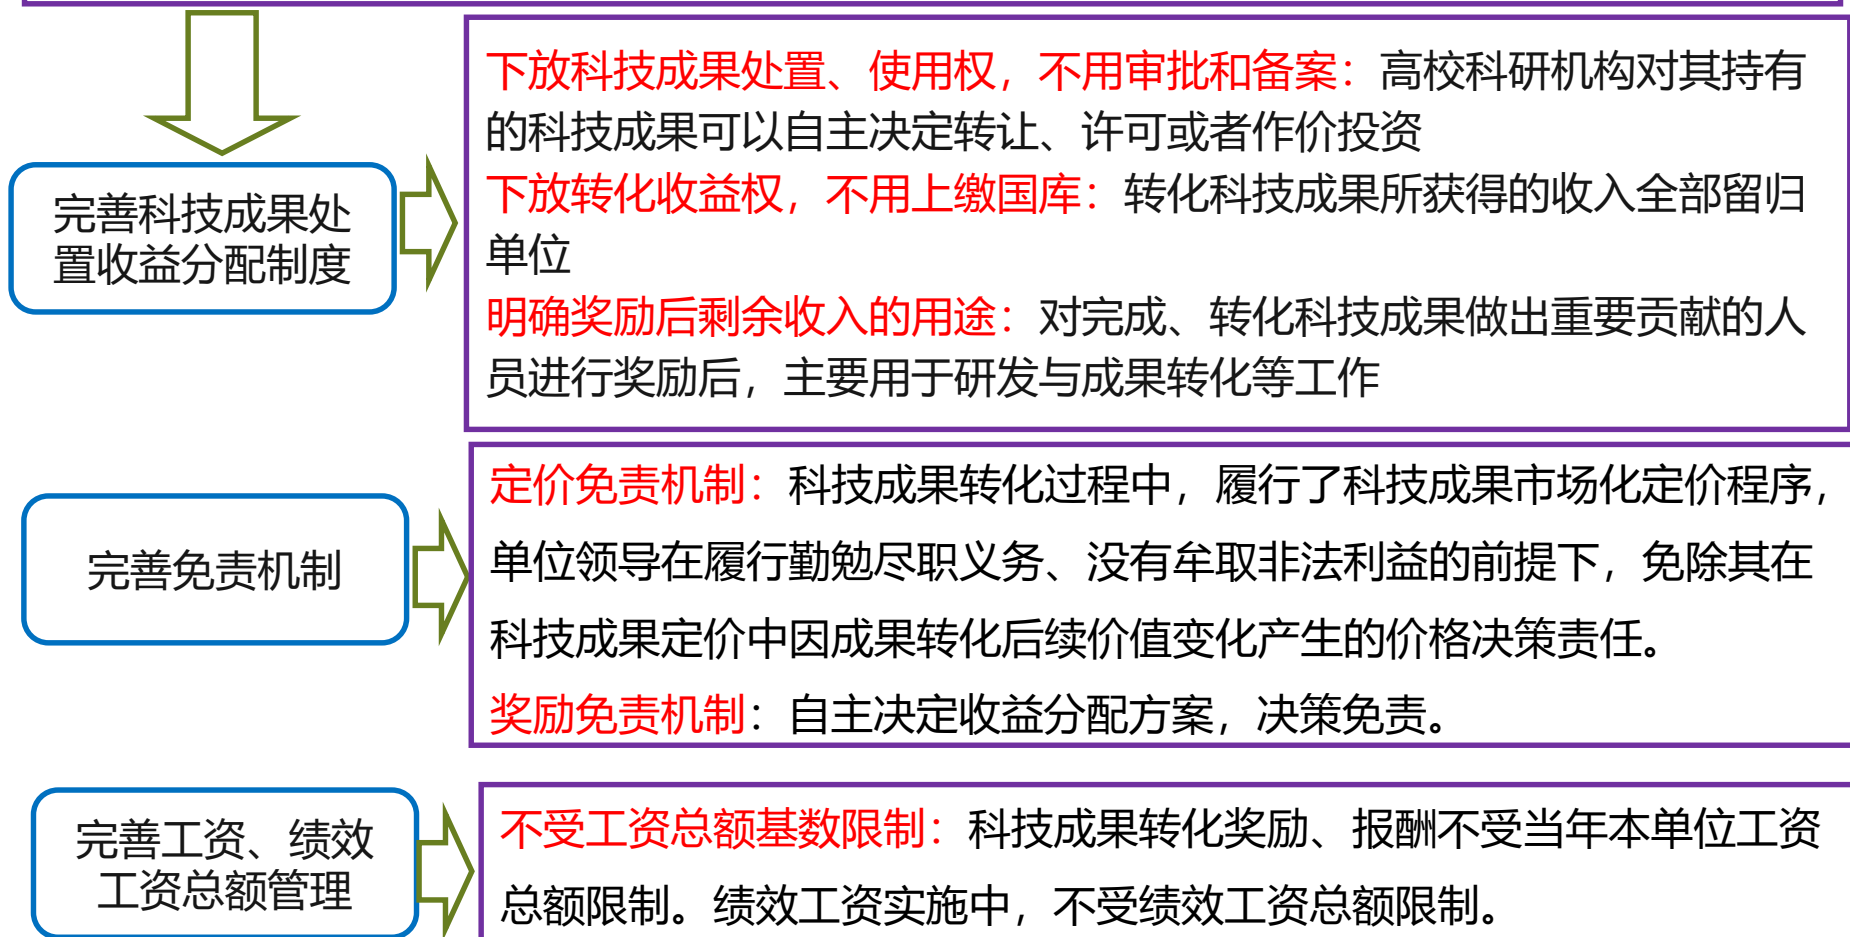 完善科技成果处
置收益分配制度
下放科技成果处置、使用权，不用审批和备案：高校科研机构对其持有
的科技成果可以自主决定转让、许可或者作价投资
下放转化收益权，不用上缴国库：转化科技成果所获得的收入全部留归
单位
明确奖励后剩余收入的用途：对完成、转化科技成果做出重要贡献的人
员进行奖励后，主要用于研发与成果转化等工作
完善免责机制
定价免责机制：科技成果转化过程中，履行了科技成果市场化定价程序，
单位领导在履行勤勉尽职义务、没有牟取非法利益的前提下，免除其在
科技成果定价中因成果转化后续价值变化产生的价格决策责任。
奖励免责机制：自主决定收益分配方案，决策免责。
完善工资、绩效
工资总额管理
不受工资总额基数限制：科技成果转化奖励、报酬不受当年本单位工资
总额限制。绩效工资实施中，不受绩效工资总额限制。